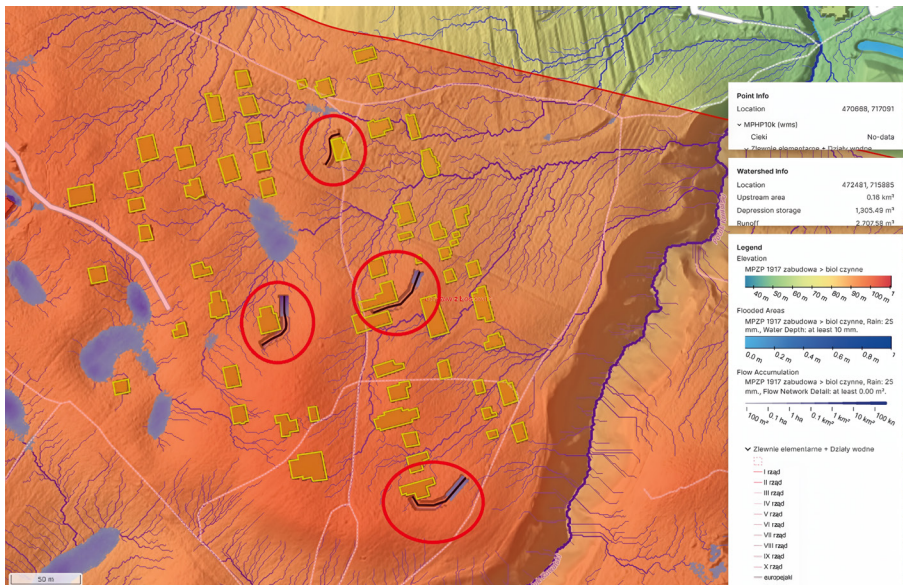 Point Info
Location 470668, 717091
MPHP10k (wms)
Cieki No-data
Zlewnie elementarne + Działy wodne
Watershed Info
Location 472481, 715885
Upstream area 0.16 km²
Depression storage 1,305.49 m³
Runoff 2,707.58 m³
Legend
Elevation
MPZP 1917 zabudowa > biol czynne
40 m 50 m 60 m 70 m 80 m 90 m 100 m 1
Flooded Areas
MPZP 1917 zabudowa > biol czynne, Rain: 25
mm., Water Depth: at least 10 mm.
0.0 m 0.2 m 0.4 m 0.6 m 0.8 m 1
Flow Accumulation
MPZP 1917 zabudowa > biol czynne, Rain: 25
mm., Flow Network Detail: at least 0.00 m³.
100 m² 0.1 ha 1 ha 0.1 km² 1 km² 10 km² 100 km
Zlewnie elementarne + Działy wodne
I rząd
II rząd
III rząd
IV rząd
V rząd
VI rząd
VII rząd
VIII rząd
IX rząd
X rząd
europejski
50 m